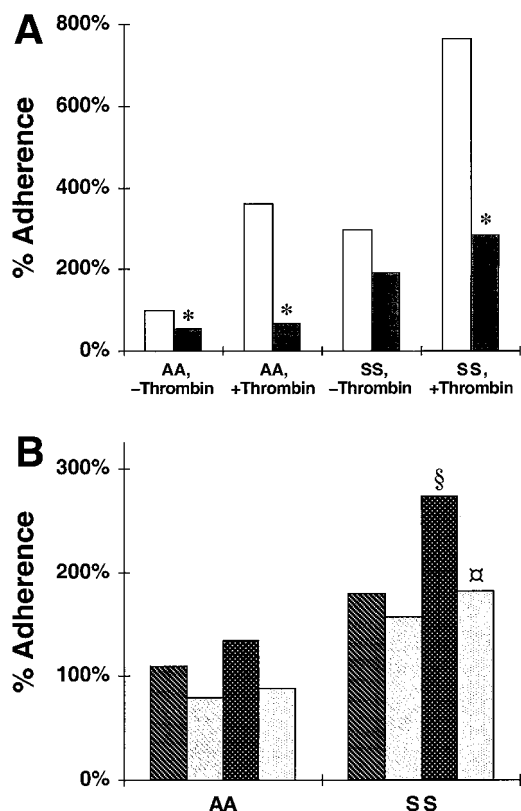 A
% Adherence
800%
600%
400%
200%
0%
*
*
*
AA,
–Thrombin
AA,
+Thrombin
SS,
–Thrombin
SS,
+Thrombin
B
% Adherence
300%
200%
100%
0%
§
¤
AA
SS